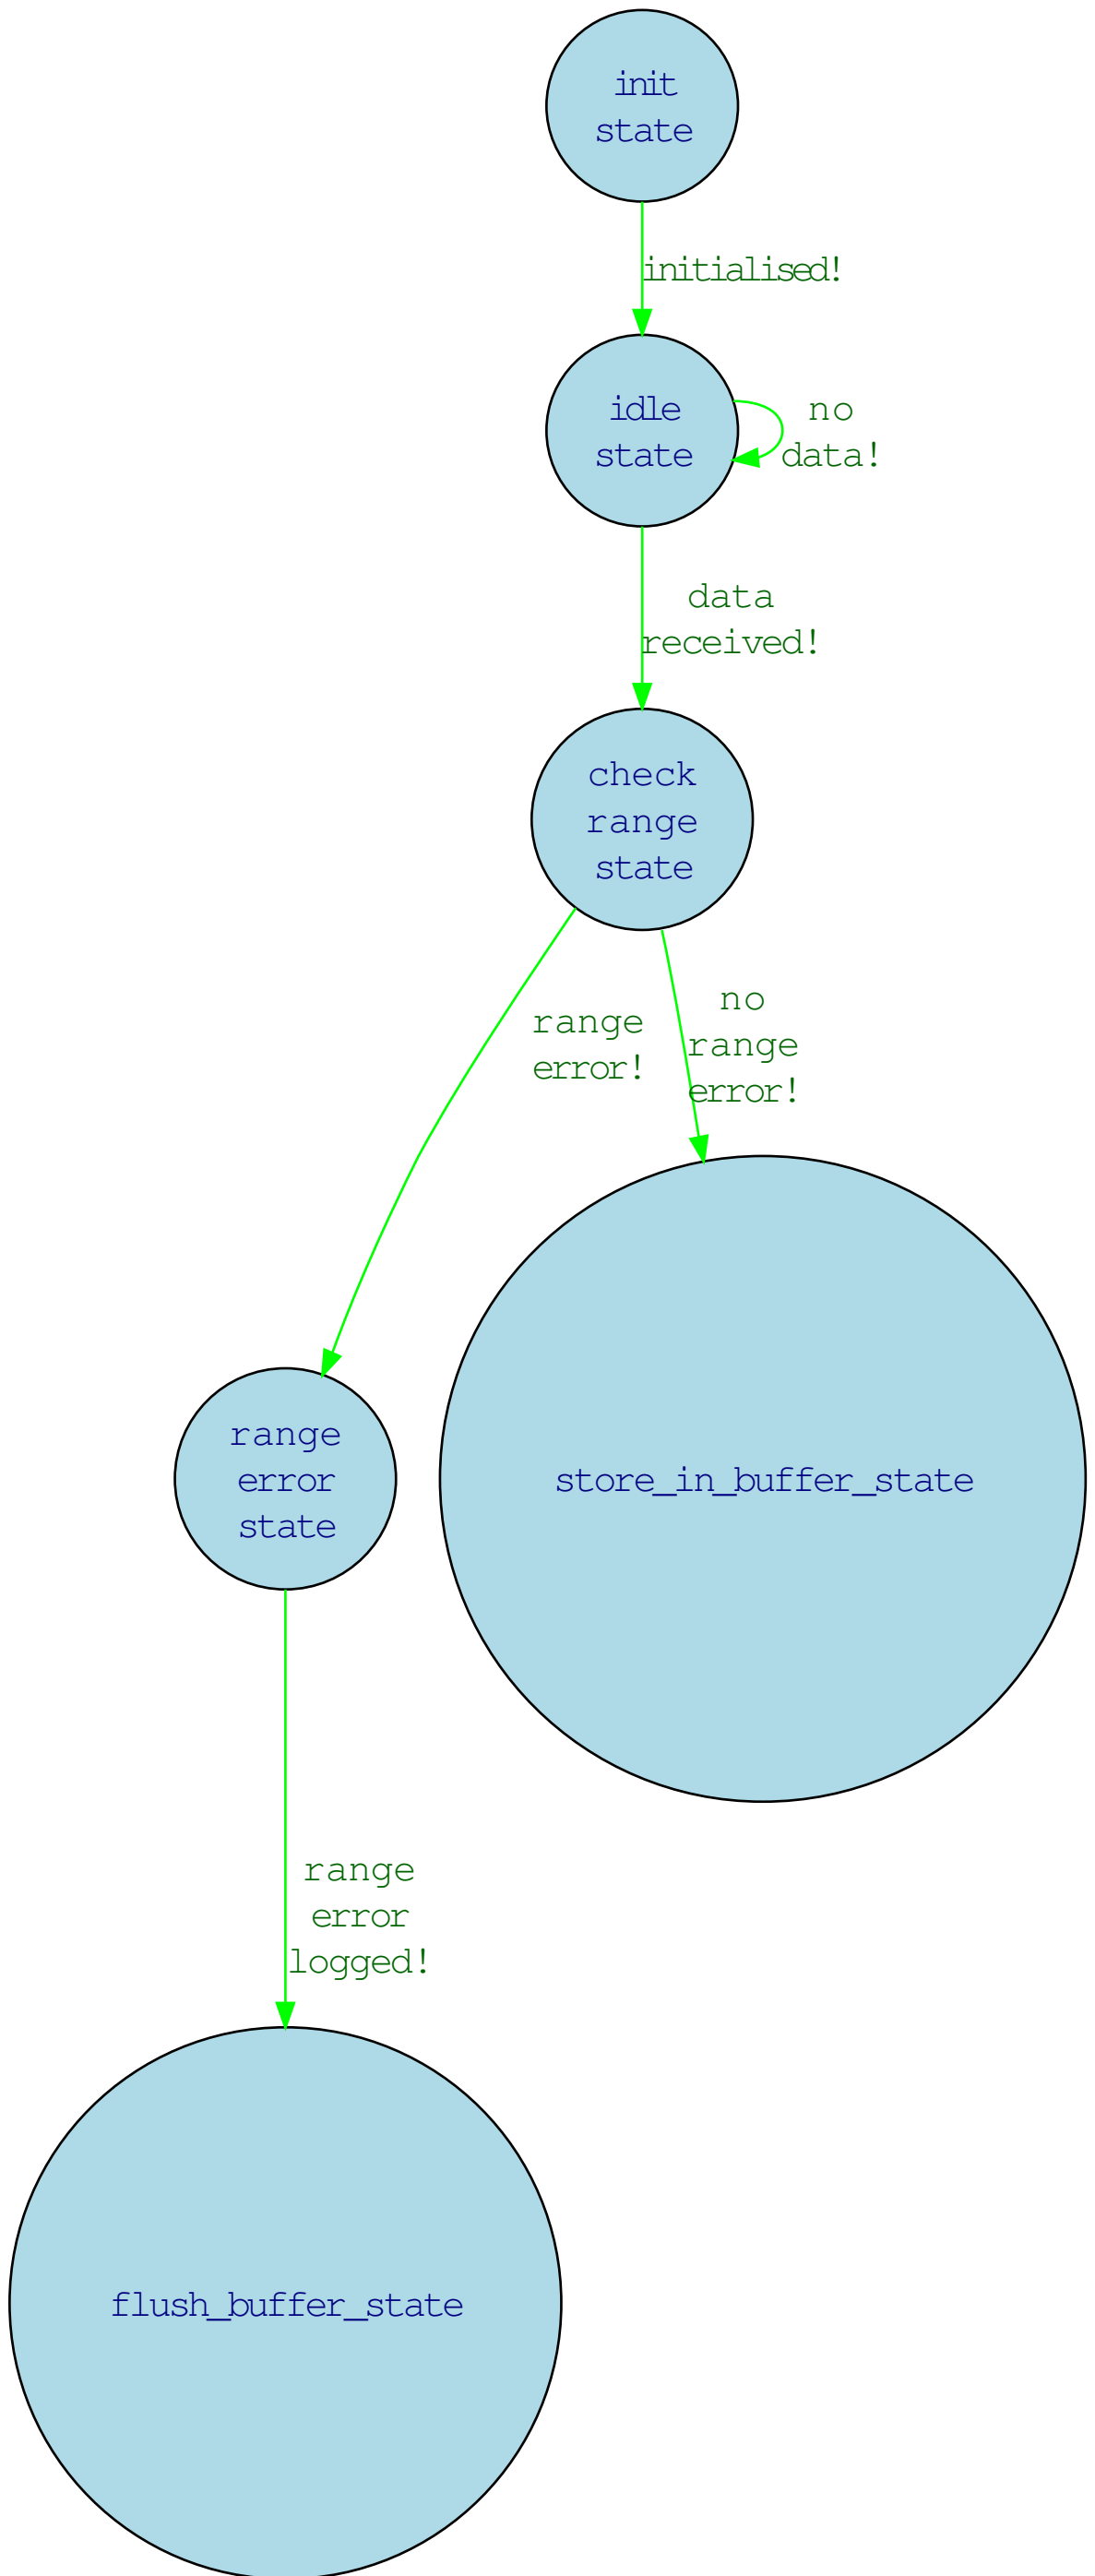 init
state
initialised!
idle
state
no
data!
data
received!
check
range
state
range
error!
no
range
error!
range
error
state
store_in_buffer_state
range
error
logged!
flush_buffer_state